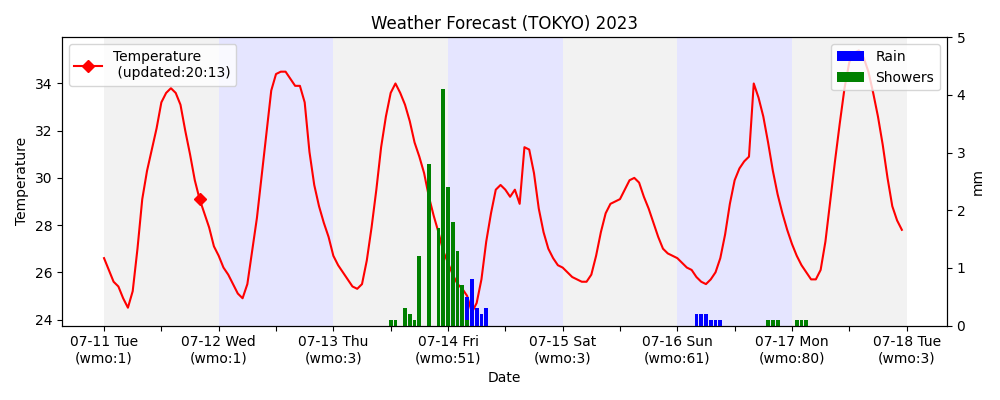 Weather Forecast (TOKYO) 2023
Temperature
(updated:20:13)
Rain
Showers
Temperature
34
32
30
28
26
24
5
4
3
2
1
0
mm
07-11 Tue
(wmo:1)
07-12 Wed
(wmo:1)
07-13 Thu
(wmo:3)
07-14 Fri
(wmo:51)
07-15 Sat
(wmo:3)
07-16 Sun
(wmo:61)
07-17 Mon
(wmo:80)
07-18 Tue
(wmo:3)
Date